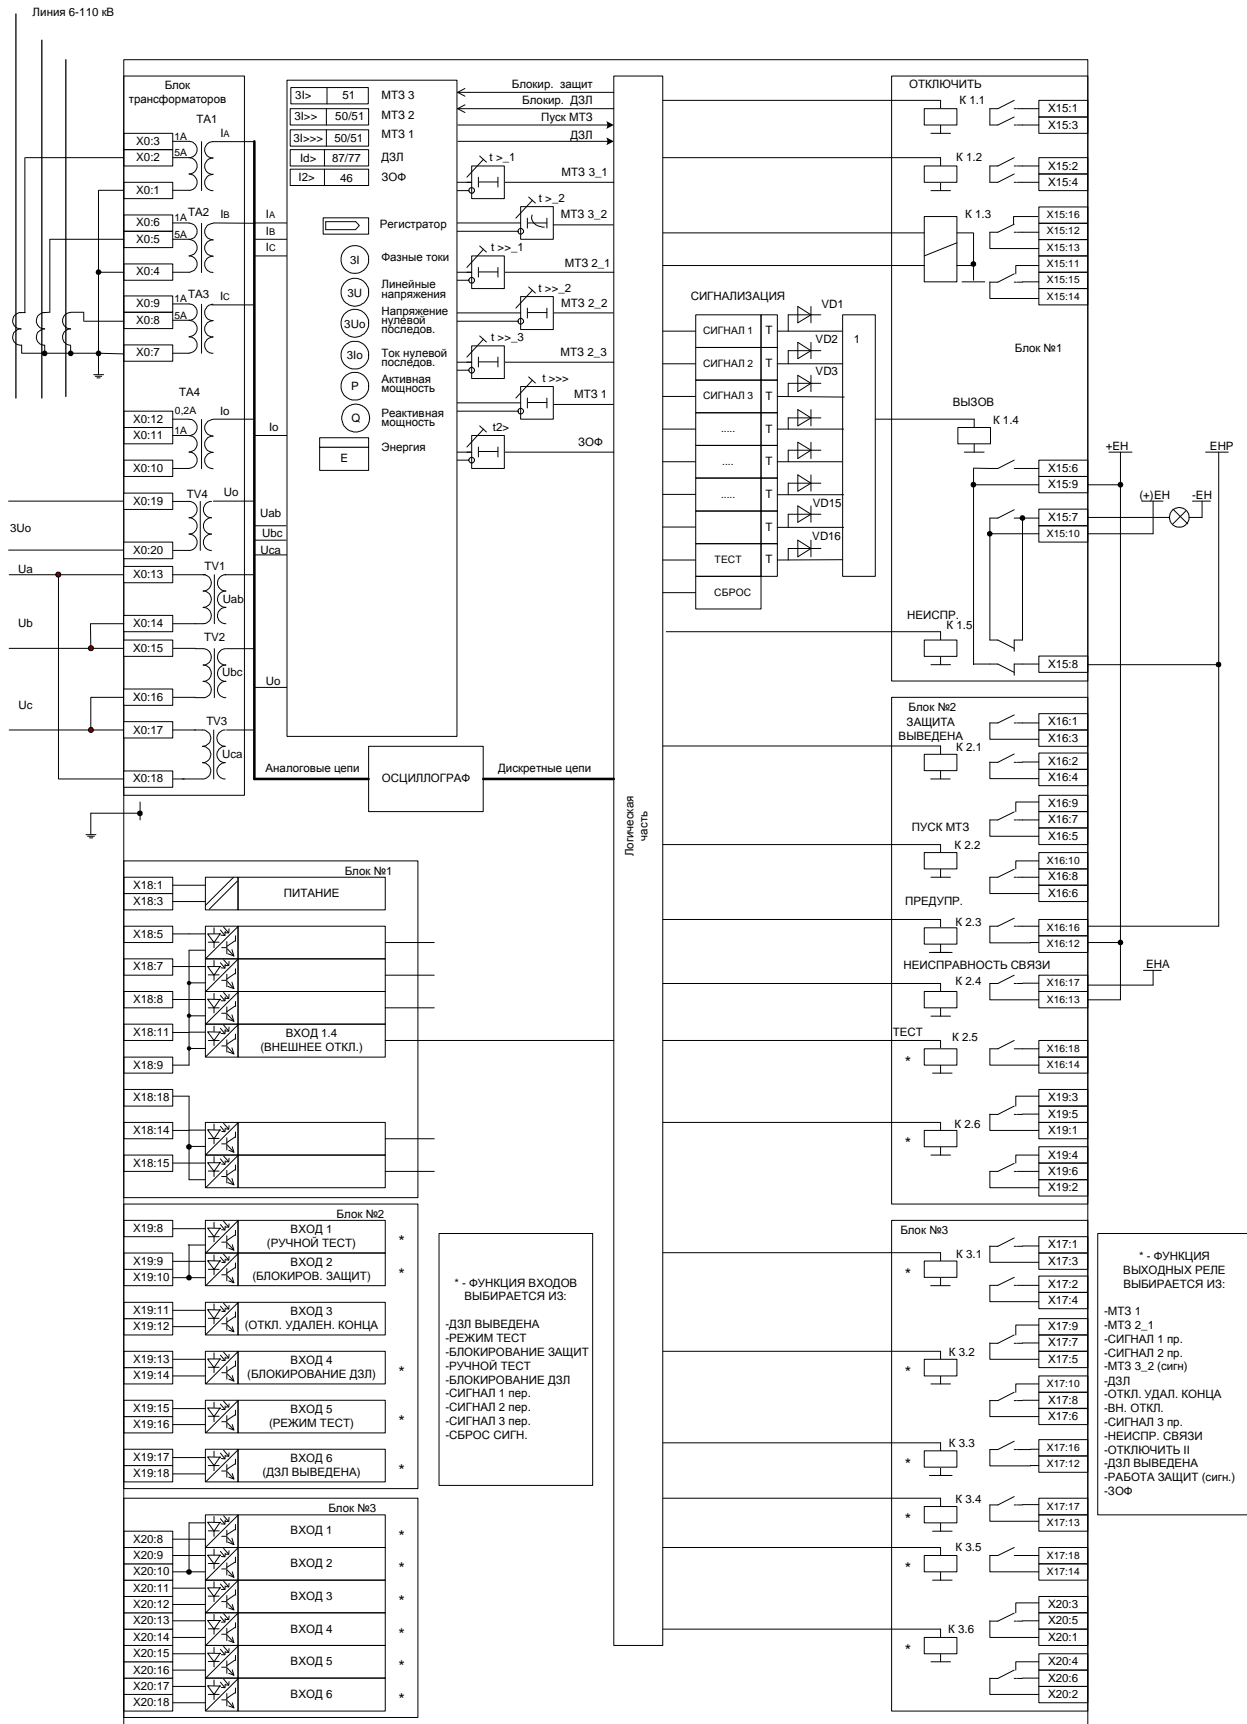 Линия 6-110 кВ
Блок
трансформаторов
TA1
IA
X0:3
1A
X0:2
5A
X0:1
TA2
IB
X0:6
1A
X0:5
5A
X0:4
TA3
IC
X0:9
1A
X0:8
5A
X0:7
TA4
Io
X0:12
0,2A
X0:11
1A
X0:10
X0:19
TV4
Uo
3Uo
X0:20
Ua
X0:13
TV1
Uab
Ub
X0:14
X0:15
TV2
Ubc
X0:16
Uc
X0:17
TV3
Uca
X0:18
IA
IB
IC
Io
Uab
Ubc
Uca
Uo
3I> 51 МТЗ 3
3I>> 50/51 МТЗ 2
3I>>> 50/51 МТЗ 1
Id> 87/77 ДЗЛ
I2> 46 ЗОФ
Регистратор
3I Фазные токи
3U Линейные
напряжения
3Uo Напряжение
нулевой
последов.
3Io Ток нулевой
последов.
P Активная
мощность
Q Реактивная
мощность
E Энергия
Блокир. защит
Блокир. ДЗЛ
Пуск МТЗ
ДЗЛ
t >_1
МТЗ 3_1
t >_2
МТЗ 3_2
t >>_1
МТЗ 2_1
t >>_2
МТЗ 2_2
t >>_3
МТЗ 2_3
t >>>
МТЗ 1
t2>
ЗОФ
Аналоговые цепи
ОСЦИЛЛОГРАФ
Дискретные цепи
Логическая
часть
СИГНАЛИЗАЦИЯ
СИГНАЛ 1 T VD1
СИГНАЛ 2 T VD2
СИГНАЛ 3 T VD3
..... T
.... T
..... T
T VD15
ТЕСТ T VD16
СБРОС
1
ОТКЛЮЧИТЬ
К 1.1
X15:1
X15:3
К 1.2
X15:2
X15:4
К 1.3
X15:16
X15:12
X15:13
X15:11
X15:15
X15:14
Блок №1
ВЫЗОВ
К 1.4
X15:6
X15:9
X15:7
X15:10
НЕИСПР.
К 1.5
X15:8
+EH
EHP
(+)EH
-EH
Блок №2
ЗАЩИТА
ВЫВЕДЕНА
К 2.1
X16:1
X16:3
X16:2
X16:4
ПУСК МТЗ
К 2.2
X16:9
X16:7
X16:5
X16:10
X16:8
X16:6
ПРЕДУПР.
К 2.3
X16:16
X16:12
НЕИСПРАВНОСТЬ СВЯЗИ
К 2.4
X16:17
X16:13
EHA
ТЕСТ
* К 2.5
X16:18
X16:14
* К 2.6
X19:3
X19:5
X19:1
X19:4
X19:6
X19:2
Блок №3
* К 3.1
X17:1
X17:3
X17:2
X17:4
* К 3.2
X17:9
X17:7
X17:5
X17:10
X17:8
X17:6
* К 3.3
X17:16
X17:12
* К 3.4
X17:17
X17:13
* К 3.5
X17:18
X17:14
* К 3.6
X20:3
X20:5
X20:1
X20:4
X20:6
X20:2
* - ФУНКЦИЯ
ВЫХОДНЫХ РЕЛЕ
ВЫБИРАЕТСЯ ИЗ:
-МТЗ 1
-МТЗ 2_1
-СИГНАЛ 1 пр.
-СИГНАЛ 2 пр.
-МТЗ 3_2 (сигн)
-ДЗЛ
-ОТКЛ. УДАЛ. КОНЦА
-ВН. ОТКЛ.
-СИГНАЛ 3 пр.
-НЕИСПР. СВЯЗИ
-ОТКЛЮЧИТЬ II
-ДЗЛ ВЫВЕДЕНА
-РАБОТА ЗАЩИТ (сигн.)
-ЗОФ
Блок №1
X18:1
X18:3
ПИТАНИЕ
X18:5
X18:7
X18:8
X18:11
ВХОД 1.4
(ВНЕШНЕЕ ОТКЛ.)
X18:9
X18:18
X18:14
X18:15
Блок №2
X19:8
ВХОД 1
(РУЧНОЙ ТЕСТ) *
X19:9
X19:10
ВХОД 2
(БЛОКИРОВ. ЗАЩИТ) *
X19:11
X19:12
ВХОД 3
(ОТКЛ. УДАЛЕН. КОНЦА
X19:13
X19:14
ВХОД 4
(БЛОКИРОВАНИЕ ДЗЛ) *
X19:15
X19:16
ВХОД 5
(РЕЖИМ ТЕСТ) *
X19:17
X19:18
ВХОД 6
(ДЗЛ ВЫВЕДЕНА) *
* - ФУНКЦИЯ ВХОДОВ
ВЫБИРАЕТСЯ ИЗ:
-ДЗЛ ВЫВЕДЕНА
-РЕЖИМ ТЕСТ
-БЛОКИРОВАНИЕ ЗАЩИТ
-РУЧНОЙ ТЕСТ
-БЛОКИРОВАНИЕ ДЗЛ
-СИГНАЛ 1 пер.
-СИГНАЛ 2 пер.
-СИГНАЛ 3 пер.
-СБРОС СИГН.
Блок №3
X20:8
ВХОД 1 *
X20:9
X20:10
ВХОД 2 *
X20:11
X20:12
ВХОД 3 *
X20:13
X20:14
ВХОД 4 *
X20:15
X20:16
ВХОД 5 *
X20:17
X20:18
ВХОД 6 *